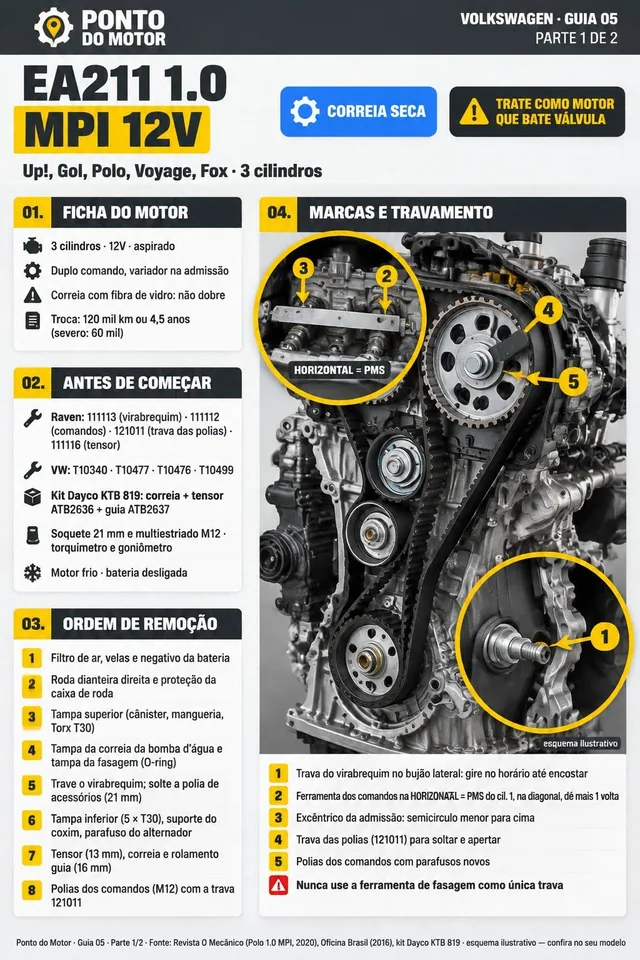 PONTO
DO MOTOR
VOLKSWAGEN · GUIA 05
PARTE 1 DE 2
EA211 1.0
MPI 12V
CORREIA SECA
TRATE COMO MOTOR
QUE BATE VÁLVULA
Up!, Gol, Polo, Voyage, Fox · 3 cilindros
01. FICHA DO MOTOR
3 cilindros · 12V · aspirado
Duplo comando, variador na admissão
Correia com fibra de vidro: não dobre
Troca: 120 mil km ou 4,5 anos
(severo: 60 mil)
02. ANTES DE COMEÇAR
Raven: 111113 (virabrequim) · 111112
(comandos) · 121011 (trava das polias) ·
111116 (tensor)
VW: T10340 · T10477 · T10476 · T10499
Kit Dayco KTB 819: correia + tensor
ATB2636 + guia ATB2637
Soquete 21 mm e multiestriado M12 ·
torquimetro e goniômetro
Motor frio · bateria desligada
03. ORDEM DE REMOÇÃO
1 Filtro de ar, velas e negativo da bateria
2 Roda dianteira direita e proteção da
caixa de roda
3 Tampa superior (cânister, mangueria,
Torx T30)
4 Tampa da correia da bomba d'água e
tampa da fasagem (O-ring)
5 Trave o virabrequim; solte a polia de
acessórios (21 mm)
6 Tampa inferior (5 × T30), suporte do
coxim, parafuso do alternador
7 Tensor (13 mm), correia e rolamento
guia (16 mm)
8 Polias dos comandos (M12) com a trava
121011
04. MARCAS E TRAVAMENTO
3
2
HORIZONTAL = PMS
4
5
1
esquema Ilustrativo
1 Trava do virabrequim no bujão lateral: gire no horário até encostar
2 Ferramenta dos comandos na = PMS do cil. 1, na diagonal, dé mais 1 volta
3 Excêntrico da admissão: semicirculo menor para cima
4 Trava das polias (121011) para soltar e apertar
5 Polias dos comandos com parafusos novos
Nunca use a ferramenta de fasagem como única trava
Ponto do Motor · Guia 05 · Parte 1/2 · Fonte: Revista O Mecânico (Polo 1.0 MPI, 2020), Oficina Brasil (2016), kit Dayco KTB 819 · esquema ilustrativo — confira no seu modelo